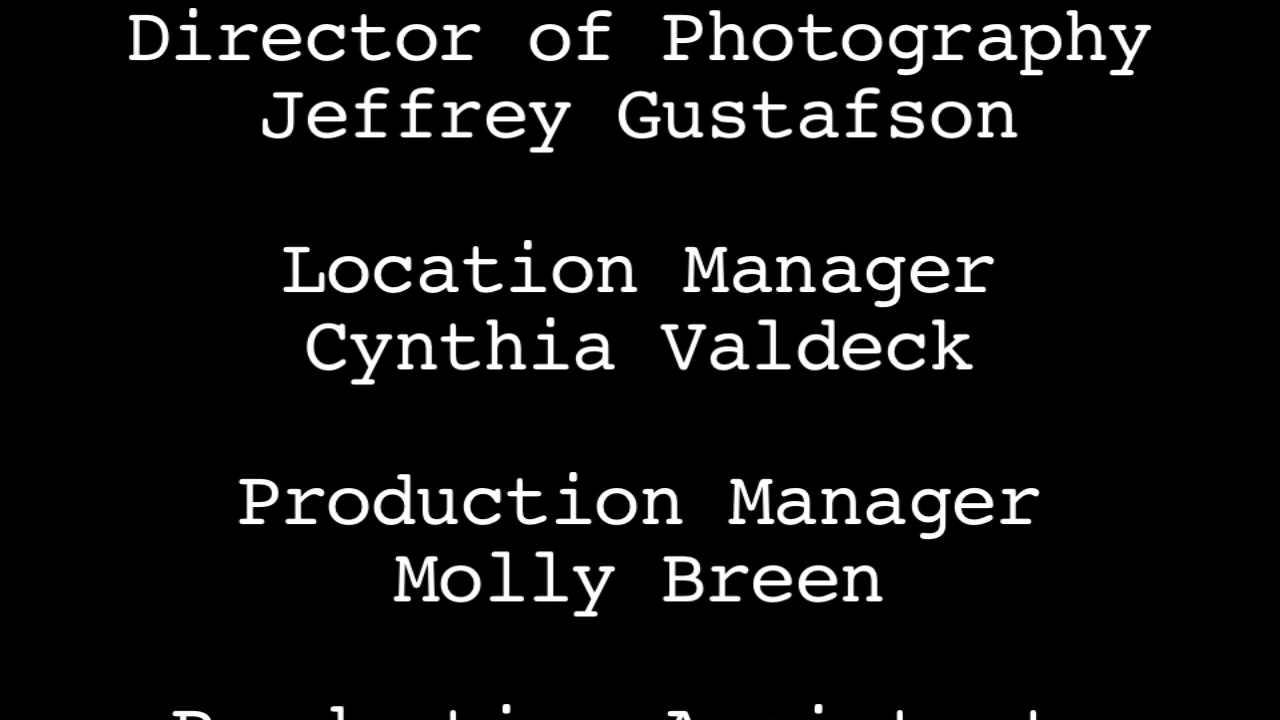 Director of Photography
Jeffrey Gustafson
Location Manager
Cynthia Valdeck
Production Manager
Molly Breen